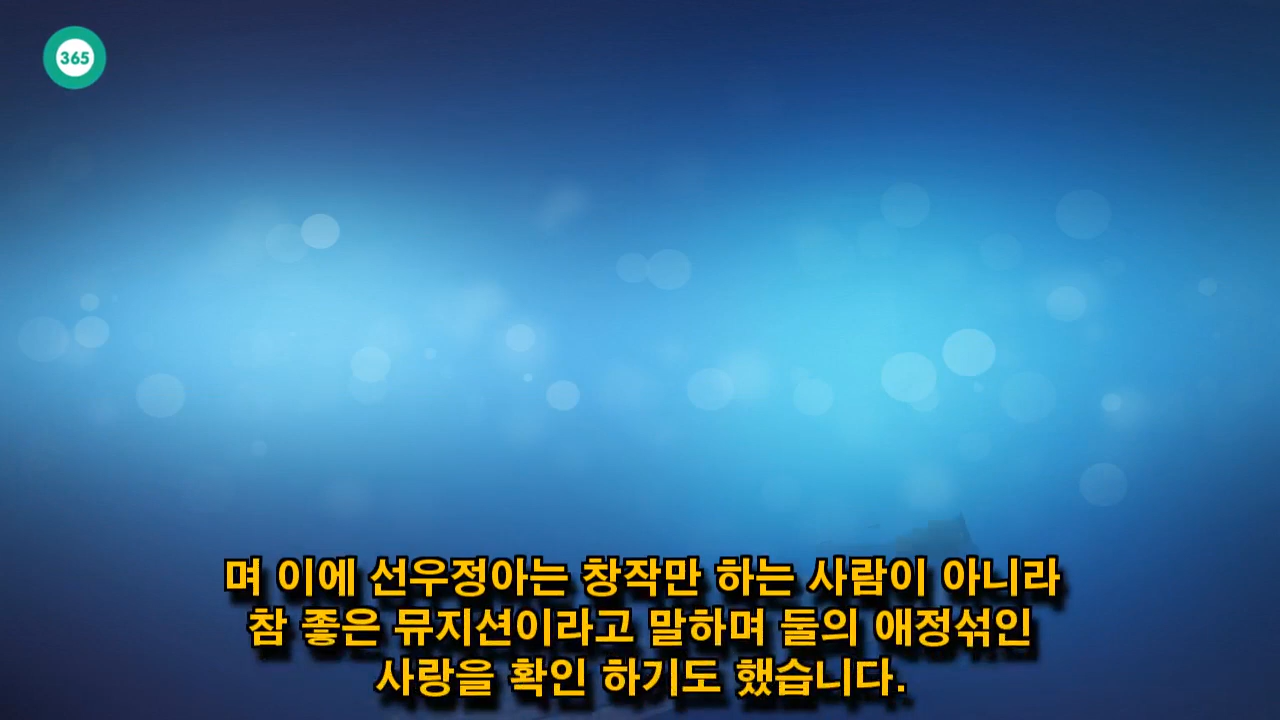 365
며 이에 선우정아는 창작만 하는 사람이 아니라
참 좋은 뮤지션이라고 말하며 둘의 애정섞인
사랑을 확인 하기도 했습니다.